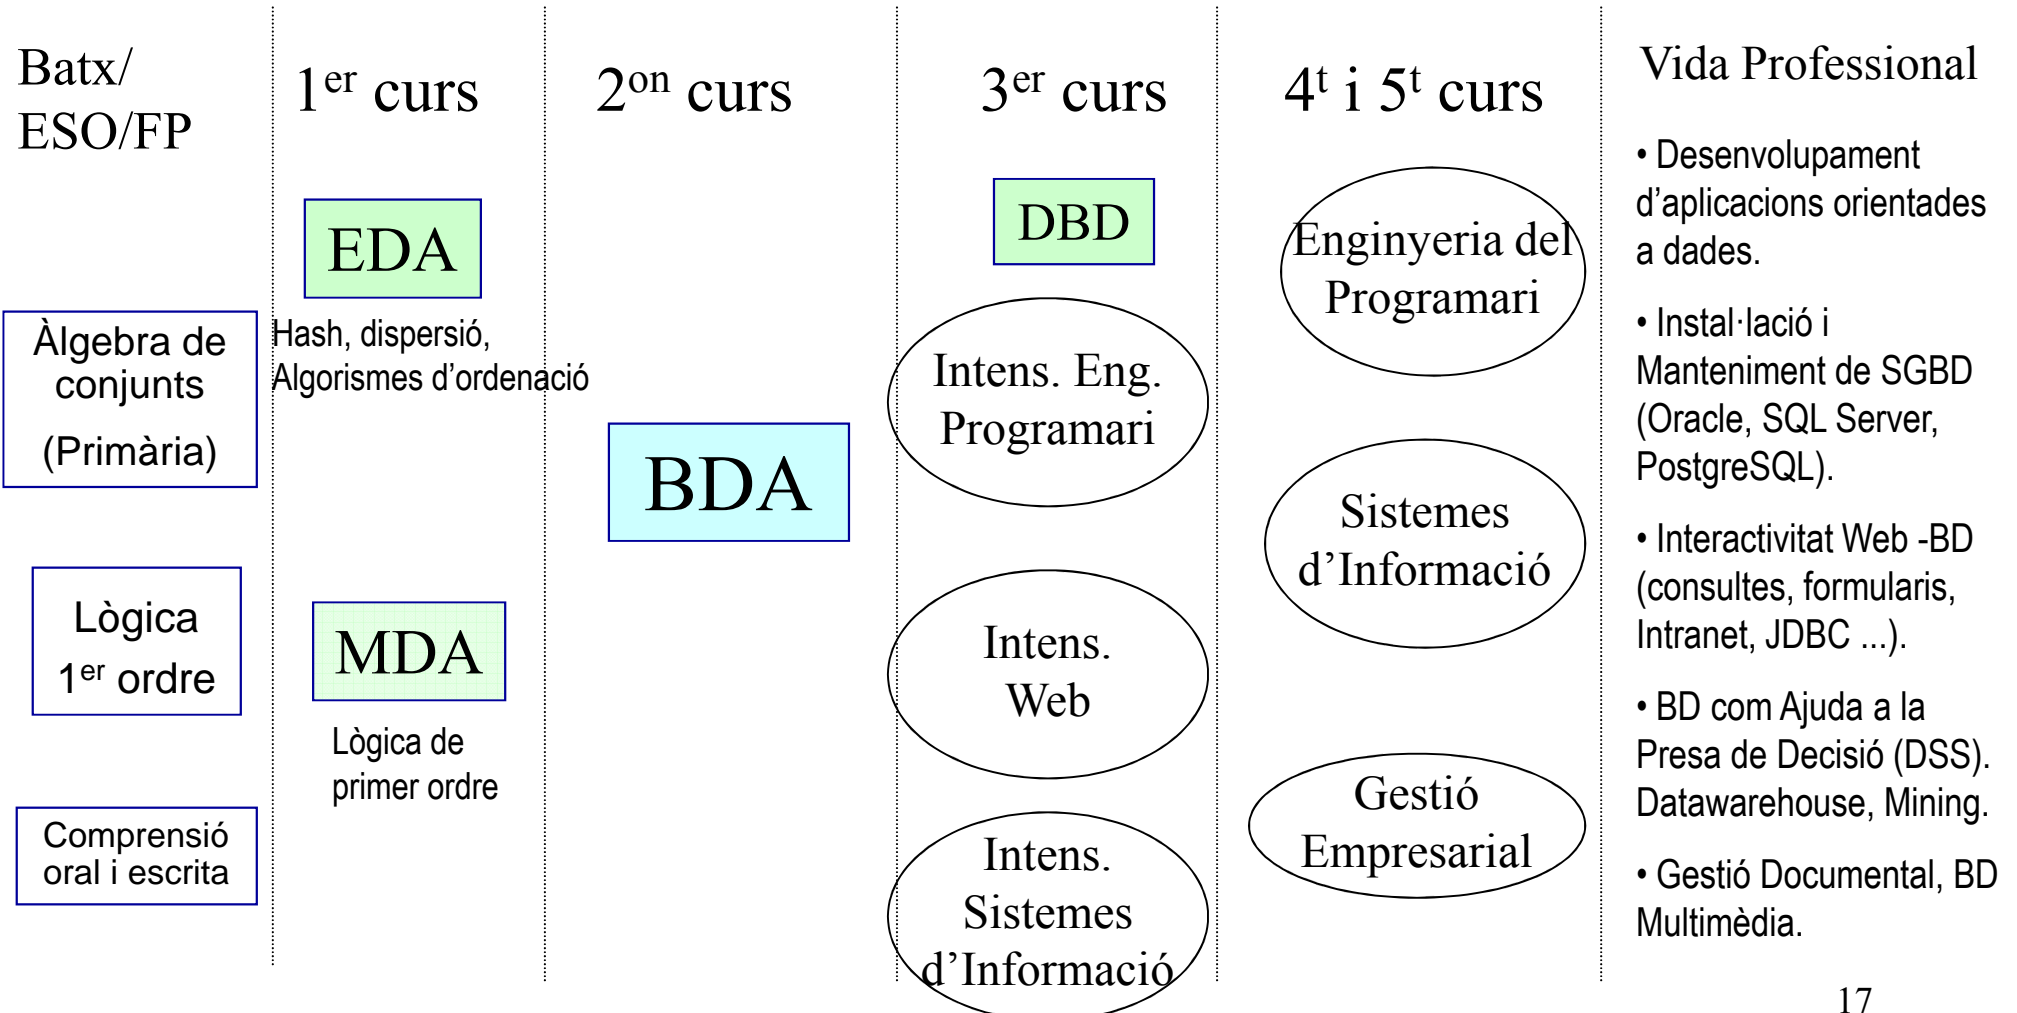 Batx/
ESO/FP
Àlgebra de
conjunts
(Primària)
Lògica
1er ordre
Comprensió
oral i escrita
1er curs
EDA
Hash, dispersió,
Algorismes d’ordenació
MDA
Lògica de
primer ordre
2on curs
BDA
3er curs
DBD
Intens. Eng.
Programari
Intens.
Web
Intens.
Sistemes
d’Informació
4t i 5t curs
Enginyeria del
Programari
Sistemes
d’Informació
Gestió
Empresarial
Vida Professional
• Desenvolupament
d’aplicacions orientades
a dades.
• Instal·lació i
Manteniment de SGBD
(Oracle, SQL Server,
PostgreSQL).
• Interactivitat Web -BD
(consultes, formularis,
Intranet, JDBC ...).
• BD com Ajuda a la
Presa de Decisió (DSS).
Datawarehouse, Mining.
• Gestió Documental, BD
Multimèdia.
17